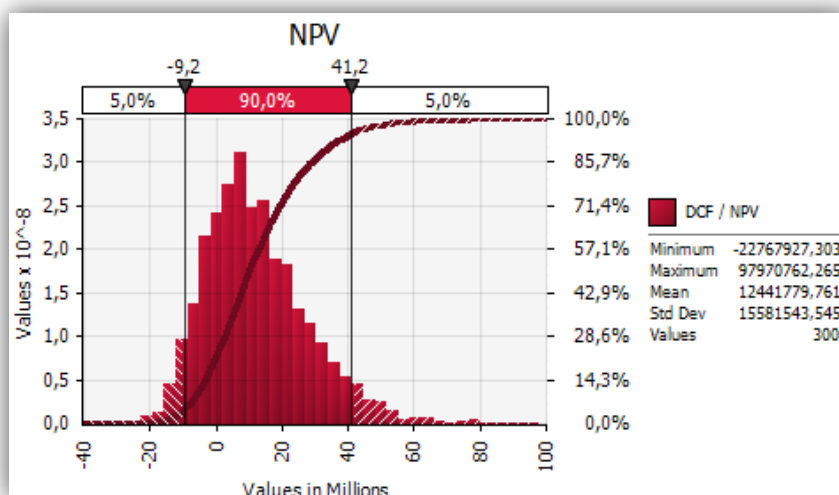 NPV
-9,2 41,2
5,0% 90,0% 5,0%
3,5
3,0
2,5
2,0
1,5
1,0
0,5
0,0
Values x 10^-8
100,0%
85,7%
71,4%
57,1%
42,9%
28,6%
14,3%
0,0%
-40
-20
0
20
40
60
80
100
Values in Millions
DCF / NPV
Minimum -22767927,303
Maximum 97970762,265
Mean 12441779,761
Std Dev 15581543,545
Values 300